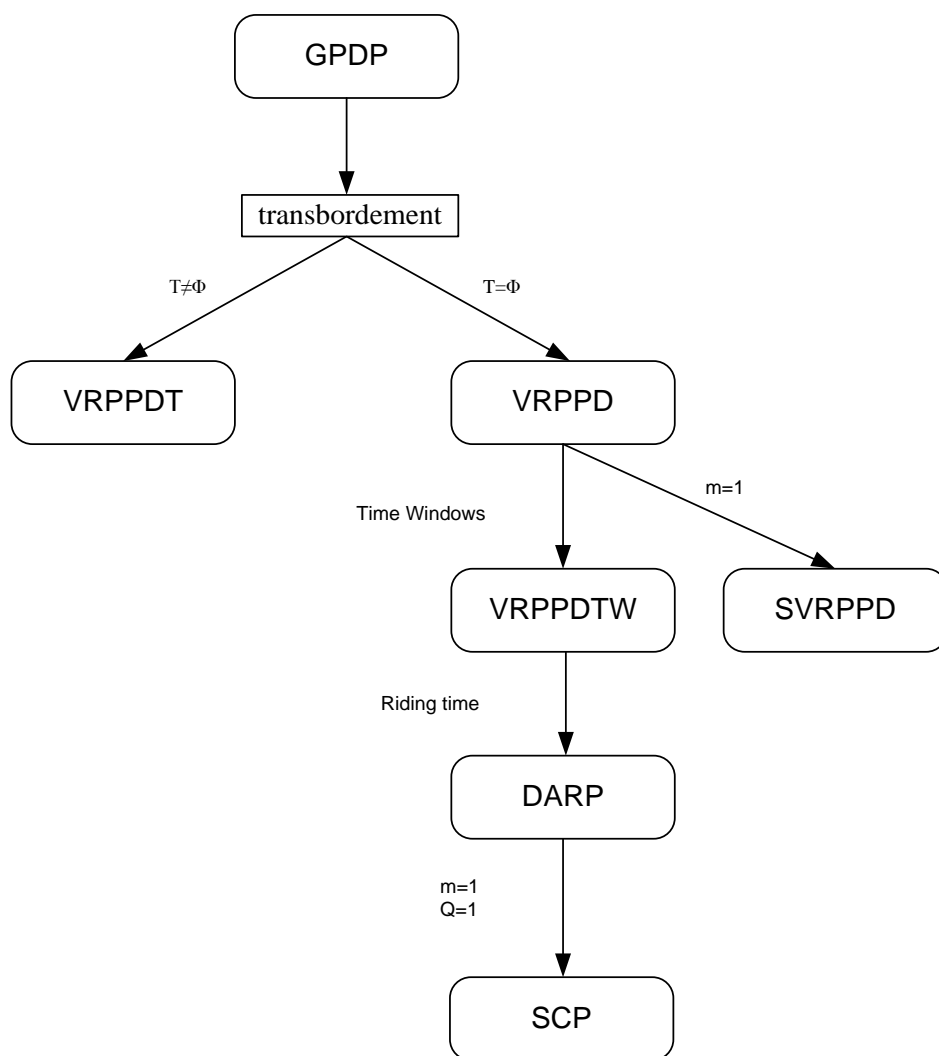 GPDP
transbordement
T≠Φ
T=Φ
VRPPDT
VRPPD
m=1
Time Windows
VRPPDTW
SVRPPD
Riding time
DARP
m=1
Q=1
SCP